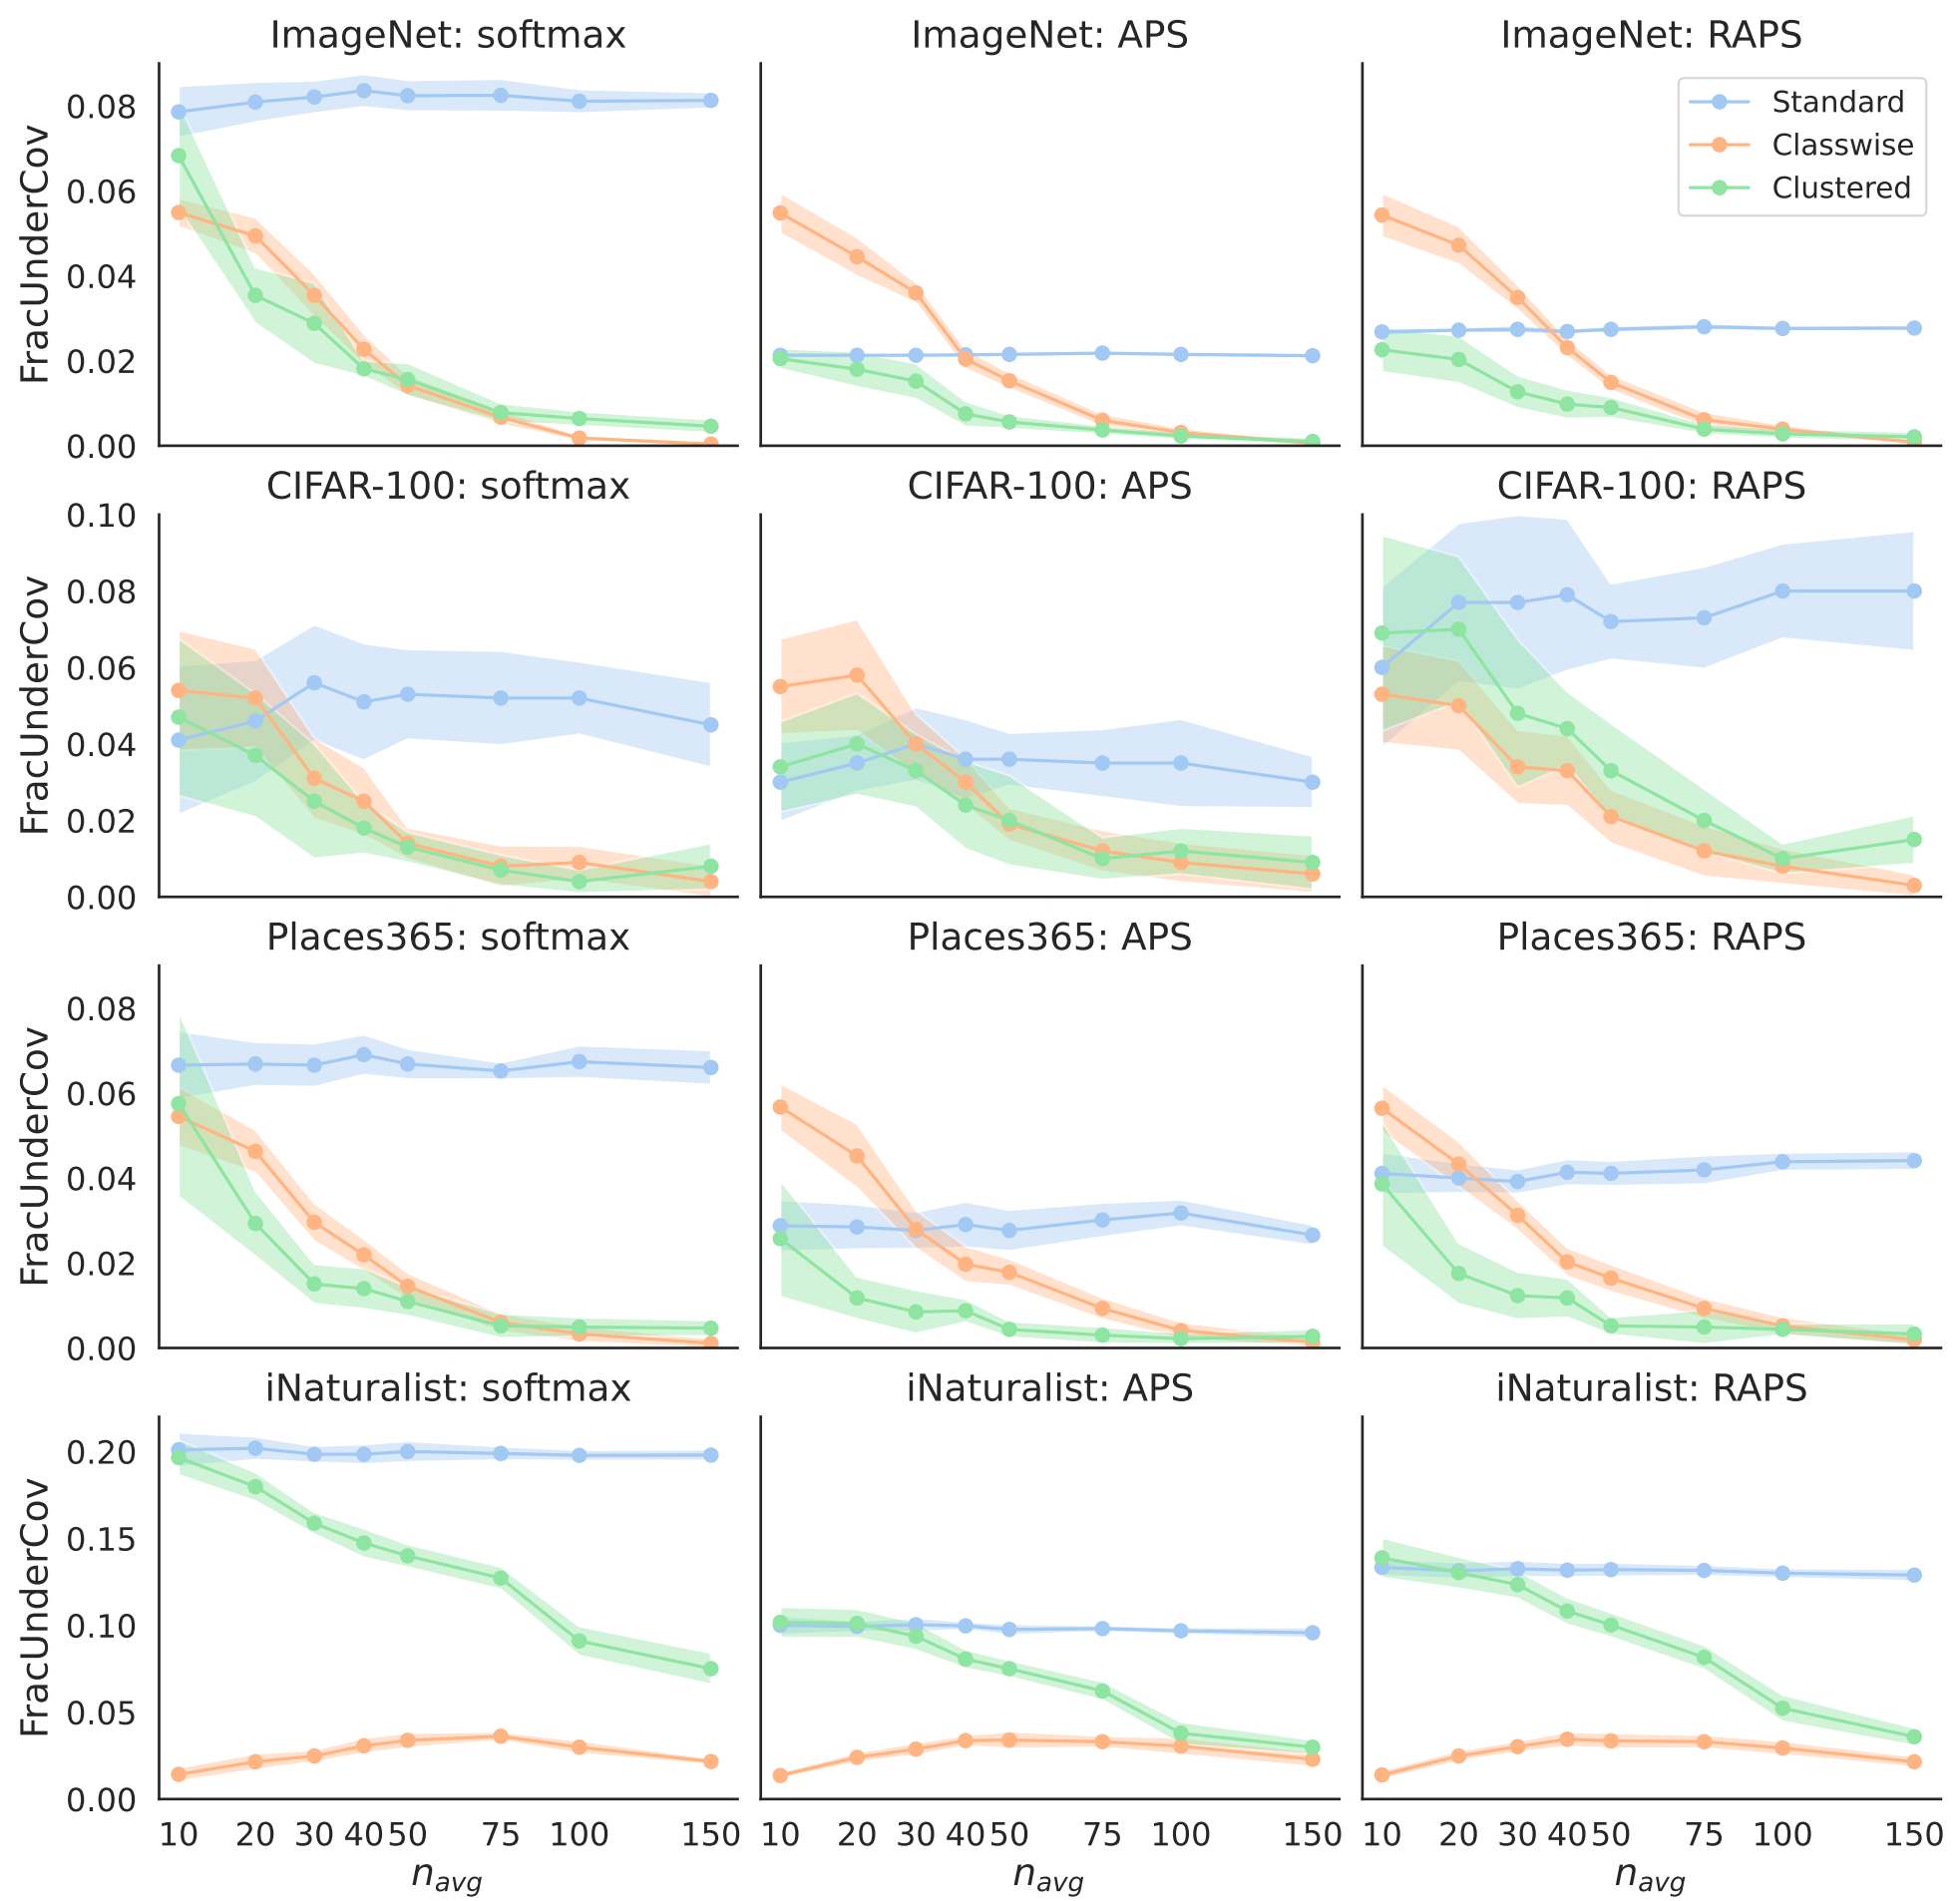 ImageNet: softmax
ImageNet: APS
ImageNet: RAPS
FracUnderCov
0.08
0.06
0.04
0.02
0.00
Standard
Classwise
Clustered
CIFAR-100: softmax
CIFAR-100: APS
CIFAR-100: RAPS
FracUnderCov
0.10
0.08
0.06
0.04
0.02
0.00
Places365: softmax
Places365: APS
Places365: RAPS
FracUnderCov
0.08
0.06
0.04
0.02
0.00
iNaturalist: softmax
iNaturalist: APS
iNaturalist: RAPS
FracUnderCov
0.20
0.15
0.10
0.05
0.00
10 20 30 40 50 75 100 150
10 20 30 40 50 75 100 150
10 20 30 40 50 75 100 150
n_avg
n_avg
n_avg